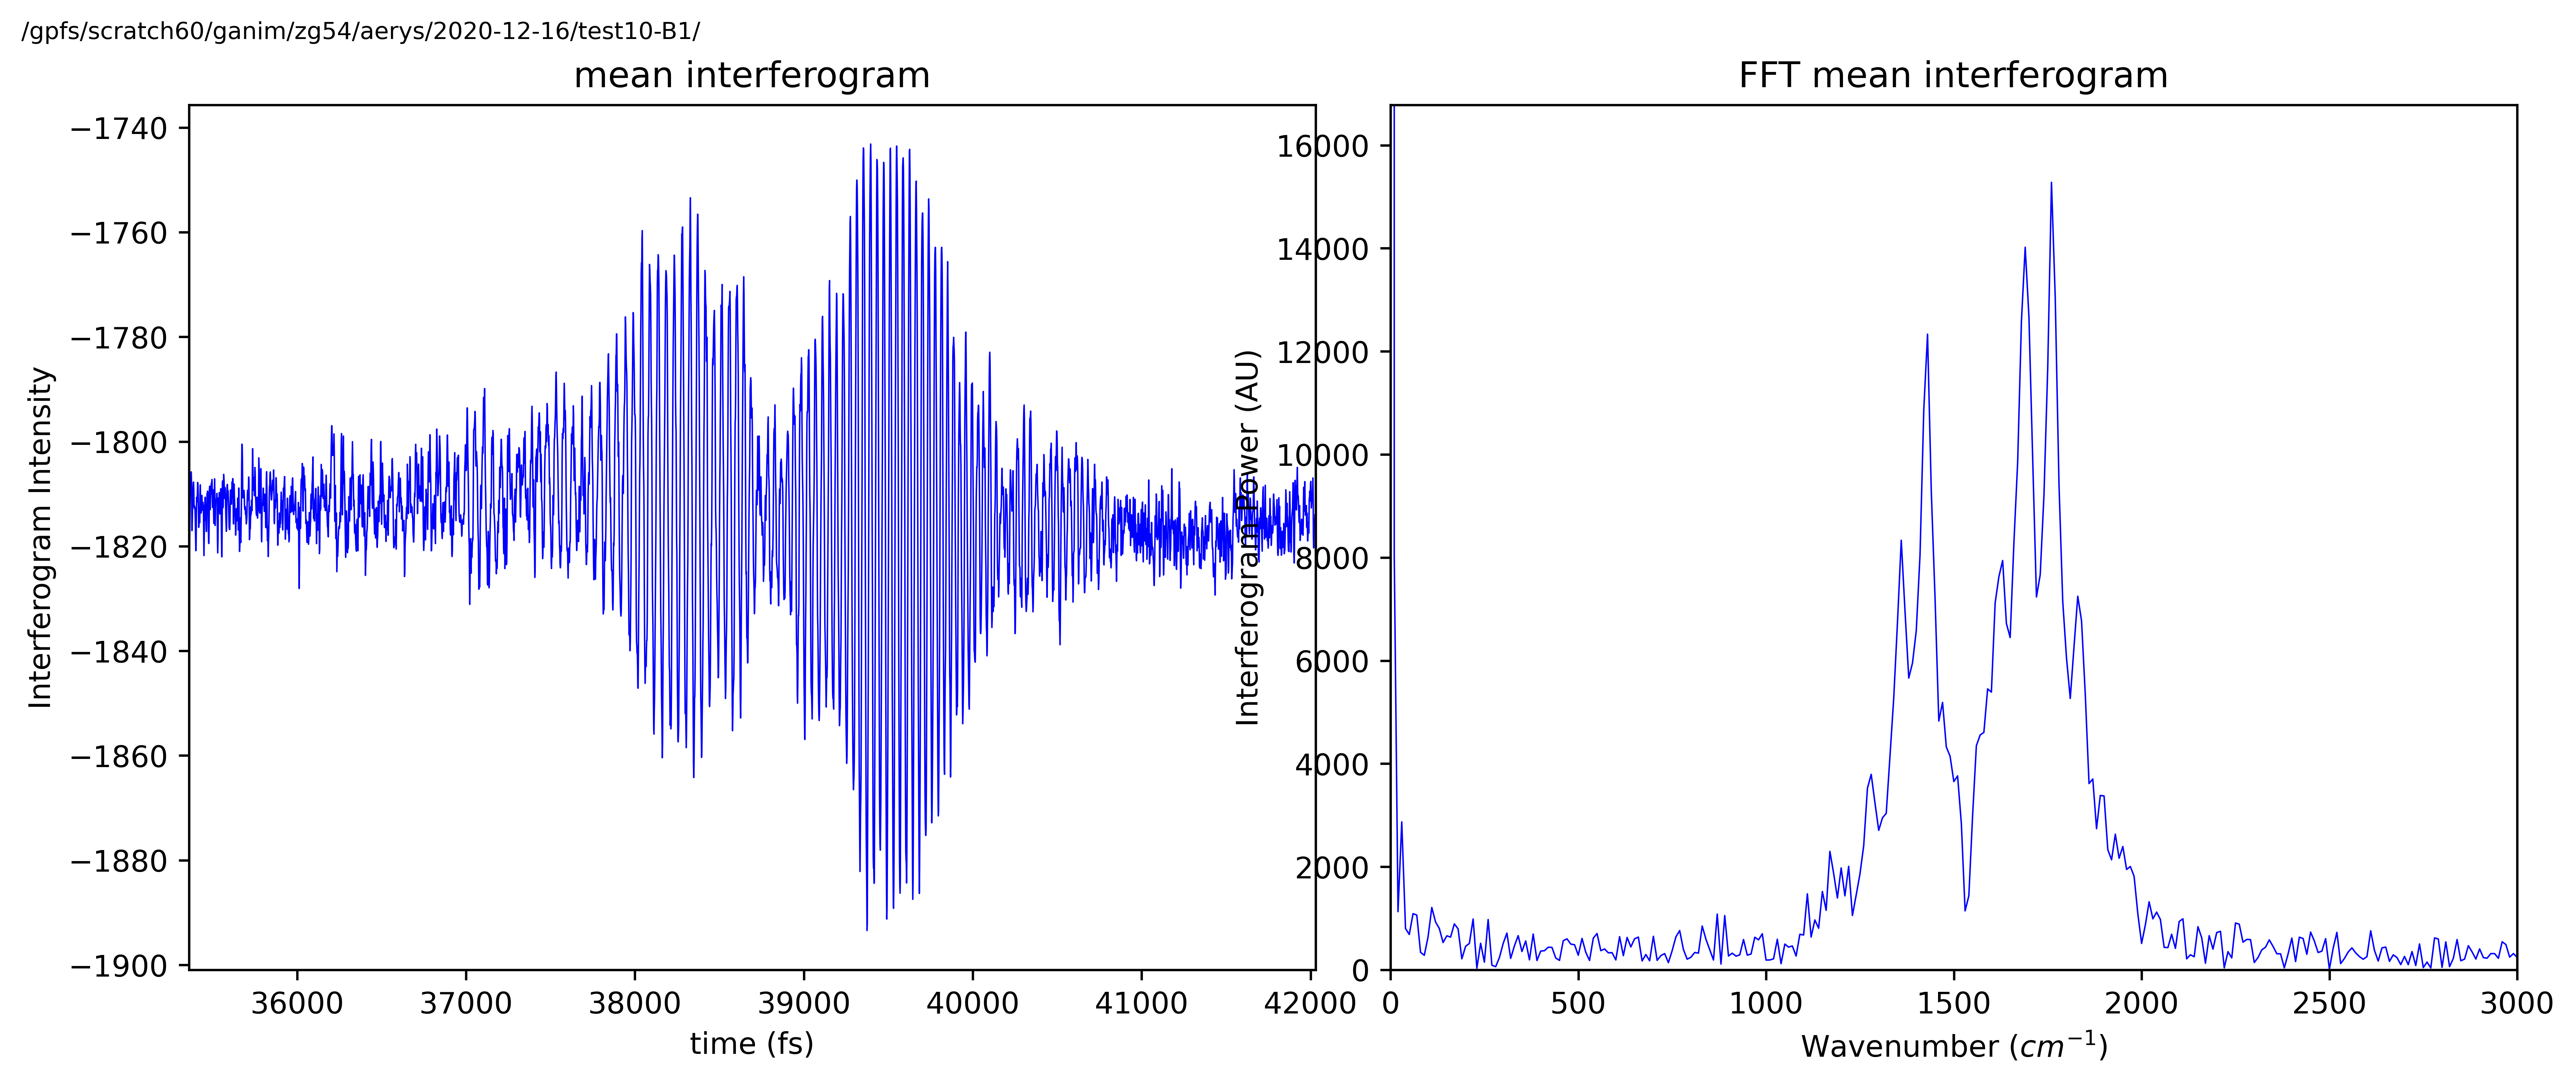 /gpfs/scratch60/ganim/zg54/aerys/2020-12-16/test10-B1/
mean interferogram
FFT mean interferogram
Interferogram Intensity
−1740
−1760
−1780
−1800
−1820
−1840
−1860
−1880
−1900
36000 37000 38000 39000 40000 41000 42000
time (fs)
Interferogram Power (AU)
16000
14000
12000
10000
8000
6000
4000
2000
0
0 500 1000 1500 2000 2500 3000
Wavenumber (cm⁻¹)